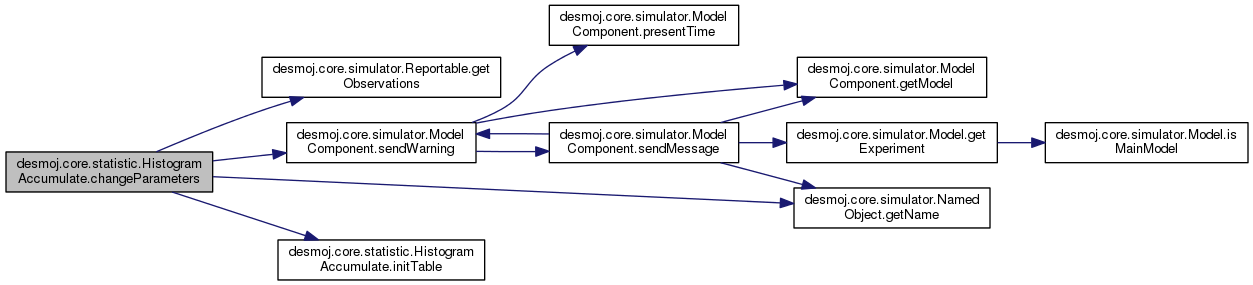 desmoj.core.statistic.Histogram
Accumulate.changeParameters
desmoj.core.simulator.Reportable.get
Observations
desmoj.core.simulator.Model
Component.sendWarning
desmoj.core.statistic.Histogram
Accumulate.initTable
desmoj.core.simulator.Model
Component.presentTime
desmoj.core.simulator.Model
Component.sendMessage
desmoj.core.simulator.Model
Component.getModel
desmoj.core.simulator.Model.get
Experiment
desmoj.core.simulator.Named
Object.getName
desmoj.core.simulator.Model.is
MainModel